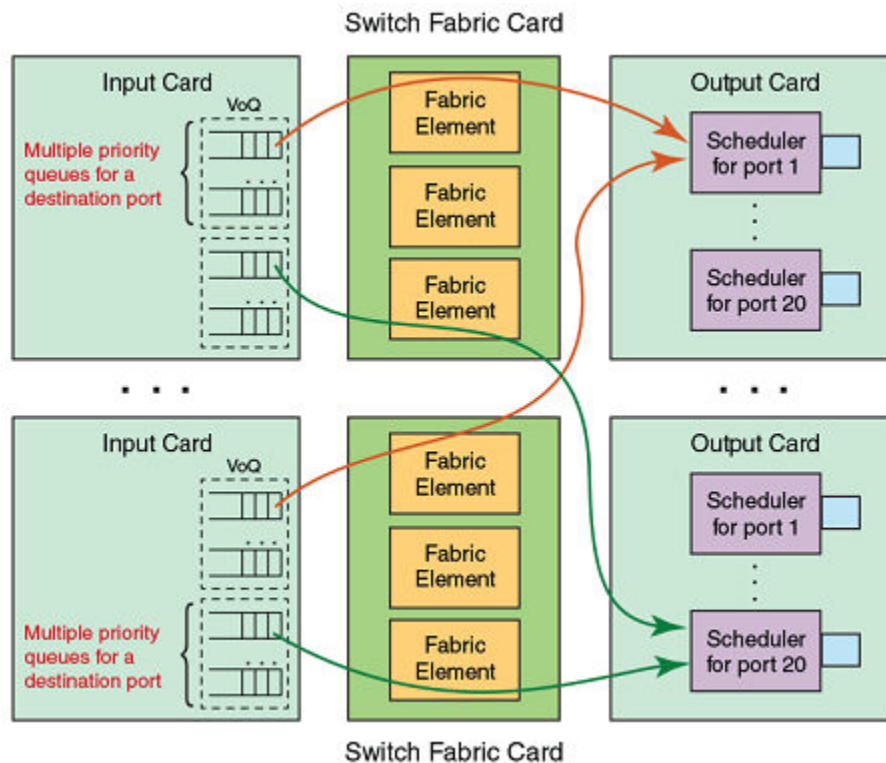 Switch Fabric Card
Input Card
VoQ
Multiple priority
queues for a
destination port
Fabric
Element
Fabric
Element
Fabric
Element
Output Card
Scheduler
for port 1
Scheduler
for port 20
Input Card
VoQ
Multiple priority
queues for a
destination port
Fabric
Element
Fabric
Element
Fabric
Element
Output Card
Scheduler
for port 1
Scheduler
for port 20
Switch Fabric Card